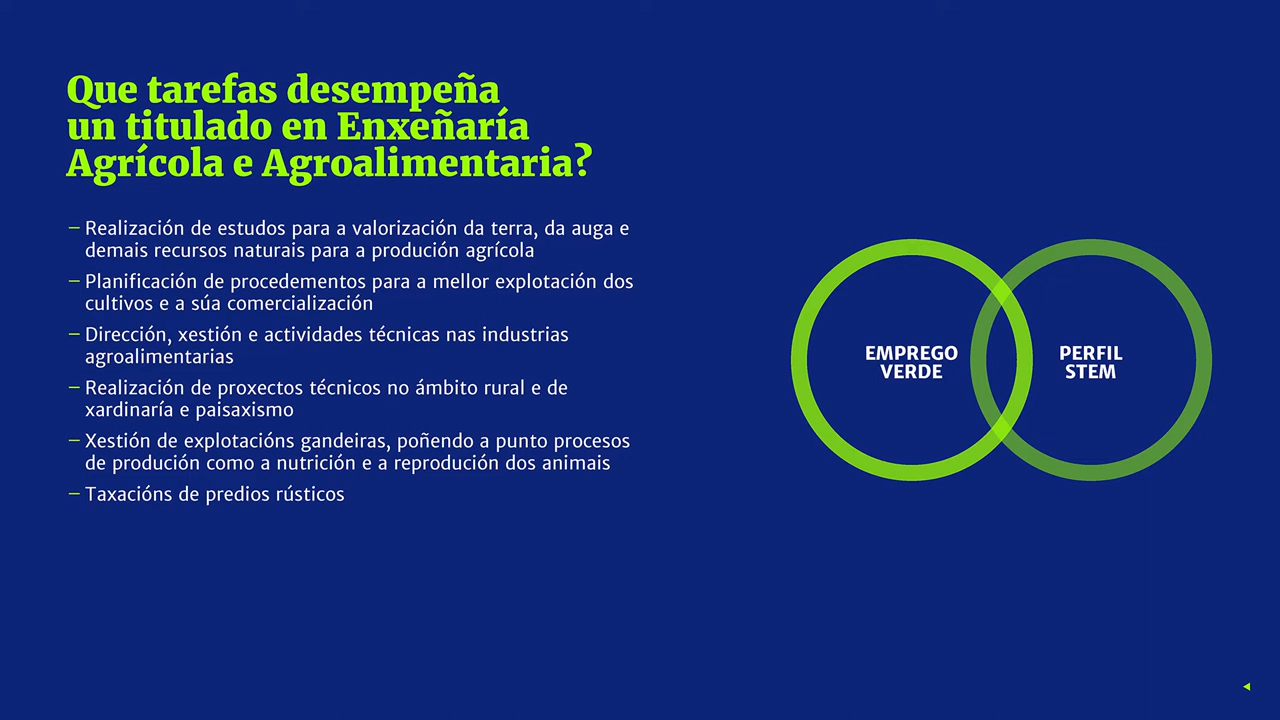 Que tarefas desempeña
un titulado en Enxeñaría
Agrícola e Agroalimentaria?
– Realización de estudos para a valorización da terra, da auga e
demais recursos naturais para a produción agrícola
– Planificación de procedementos para a mellor explotación dos
cultivos e a súa comercialización
– Dirección, xestión e actividades técnicas nas industrias
agroalimentarias
– Realización de proxectos técnicos no ámbito rural e de
xardinaría e paisaxismo
– Xestión de explotacións gandeiras, poñendo a punto procesos
de produción como a nutrición e a reprodución dos animais
– Taxacións de predios rústicos
EMPREGO
VERDE
PERFIL
STEM